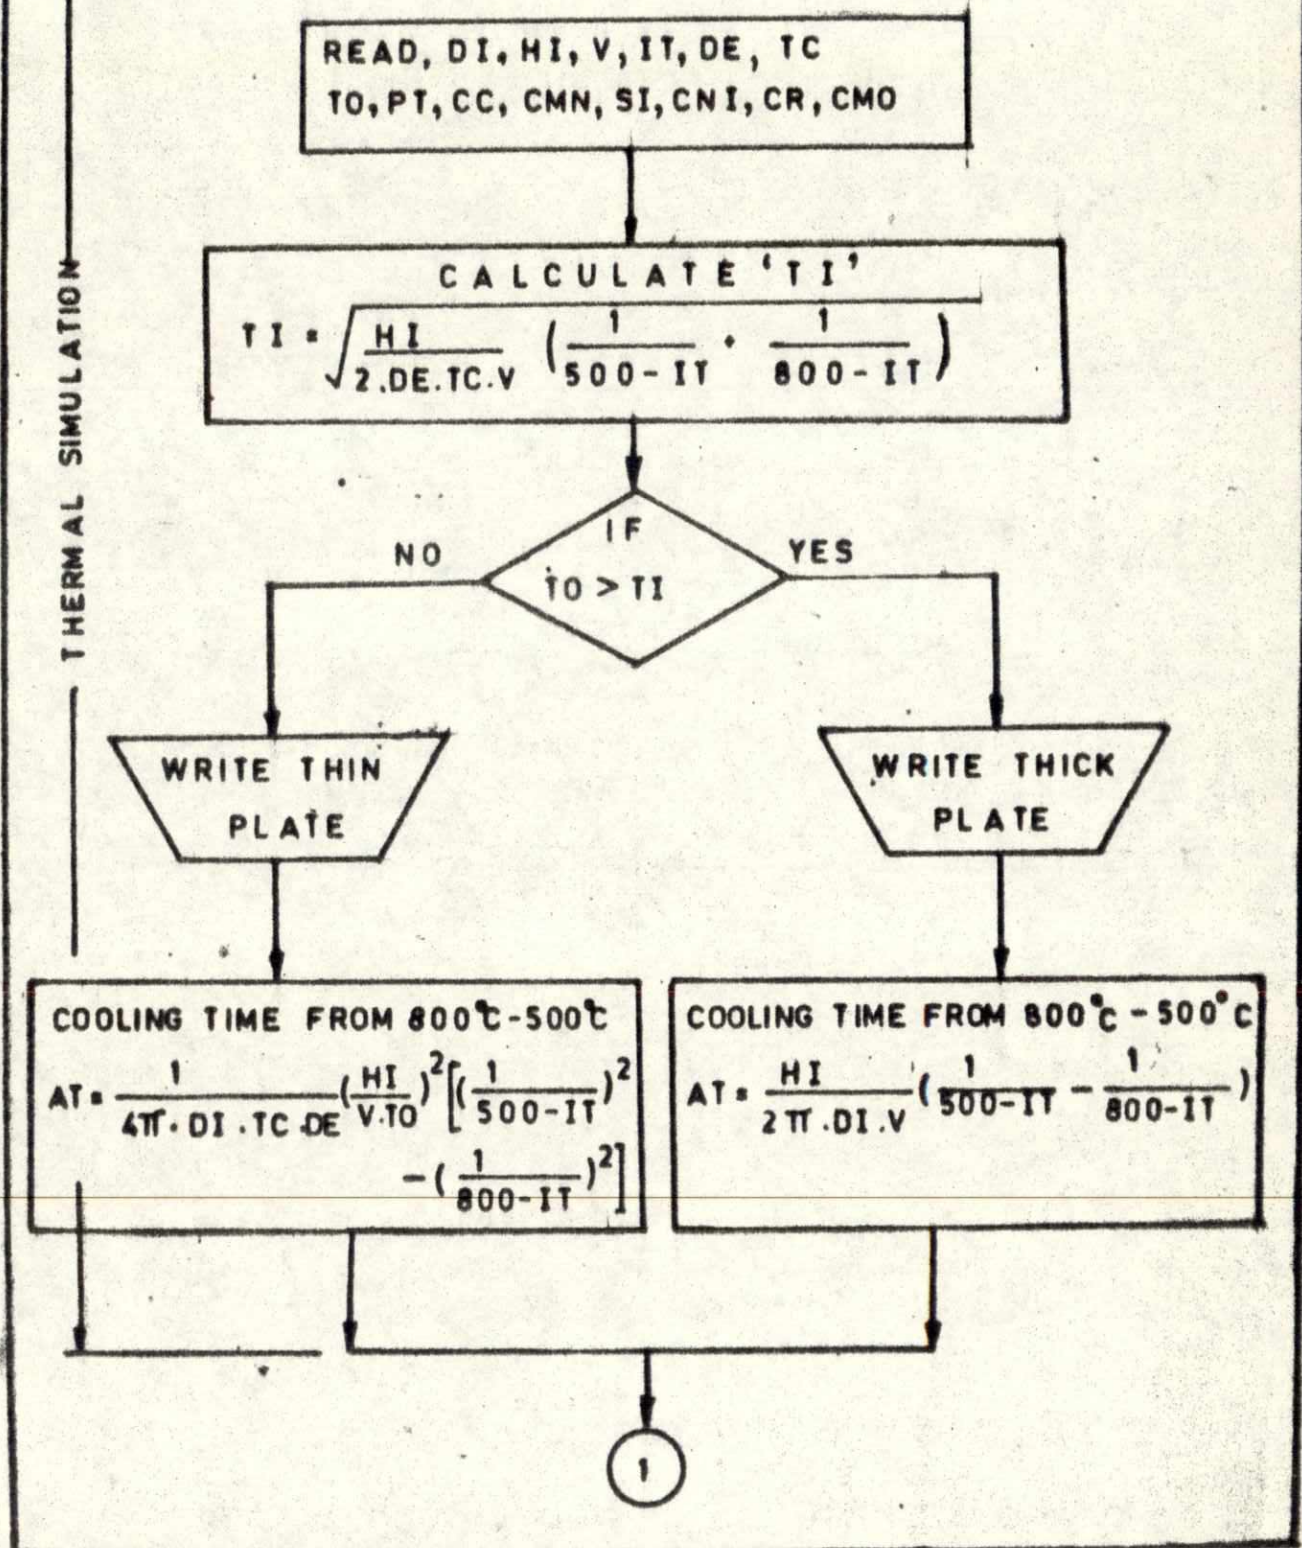 READ, DI, HI, V, IT, DE, TC
TO, PT, CC, CMN, SI, CNI, CR, CMO
CALCULATE 'TI'
TI = √ HI / 2.DE.TC.V ( 1 / 500-IT + 1 / 800-IT )
IF
TO > TI
NO
YES
THERMAL SIMULATION
WRITE THIN
PLATE
WRITE THICK
PLATE
COOLING TIME FROM 800°C-500°C
AT = 1 / 4π.DI.TC.DE (HI / V.TO)² [(1 / 500-IT)²
-(1 / 800-IT)²]
COOLING TIME FROM 800°C - 500°C
AT = HI / 2π.DI.V (1 / 500-IT - 1 / 800-IT)
1